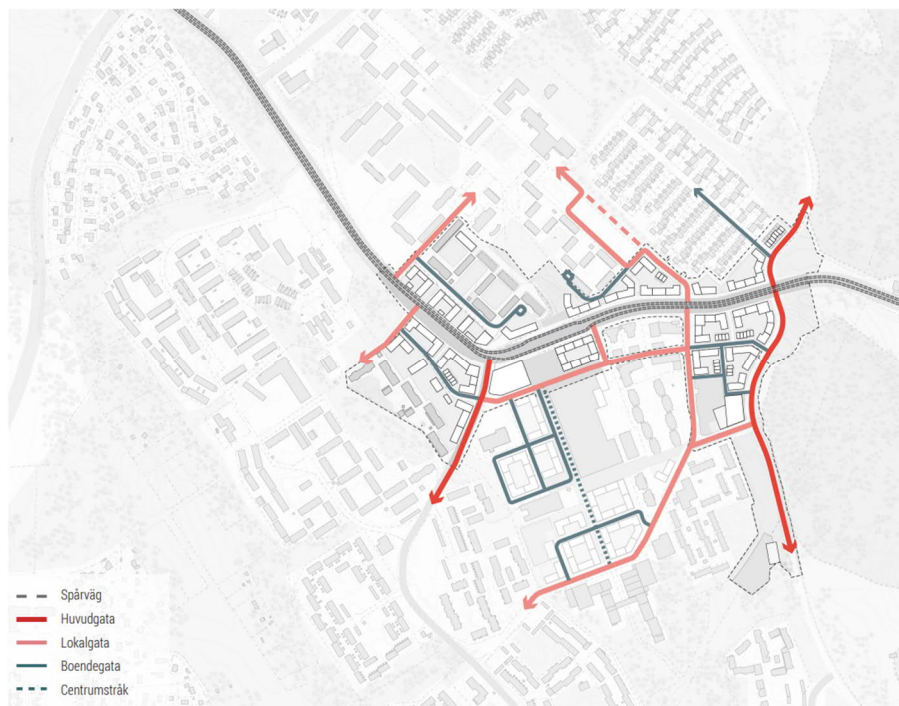 Spårväg
Huvudgata
Lokalgata
Boendegata
Centrumstråk